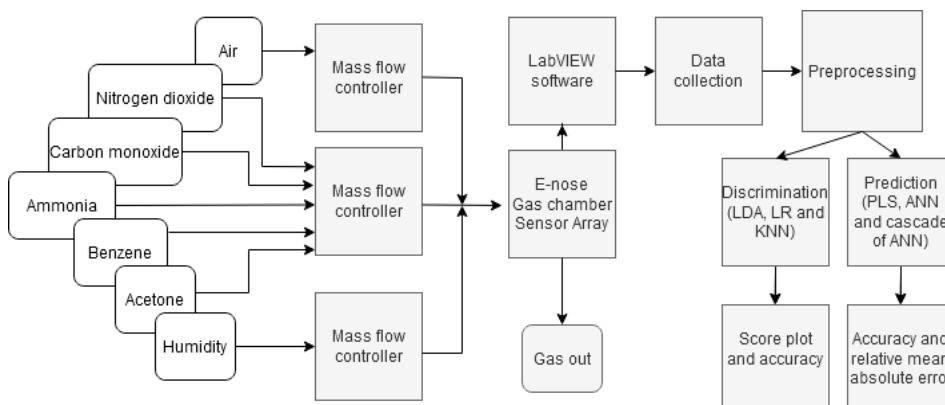 Air
Nitrogen dioxide
Carbon monoxide
Ammonia
Benzene
Acetone
Humidity
Mass flow
controller
Mass flow
controller
Mass flow
controller
LabVIEW
software
E-nose
Gas chamber
Sensor Array
Gas out
Data
collection
Preprocessing
Discrimination
(LDA, LR and
KNN)
Prediction
(PLS, ANN
and cascade
of ANN)
Score plot
and accuracy
Accuracy and
relative mean
absolute error